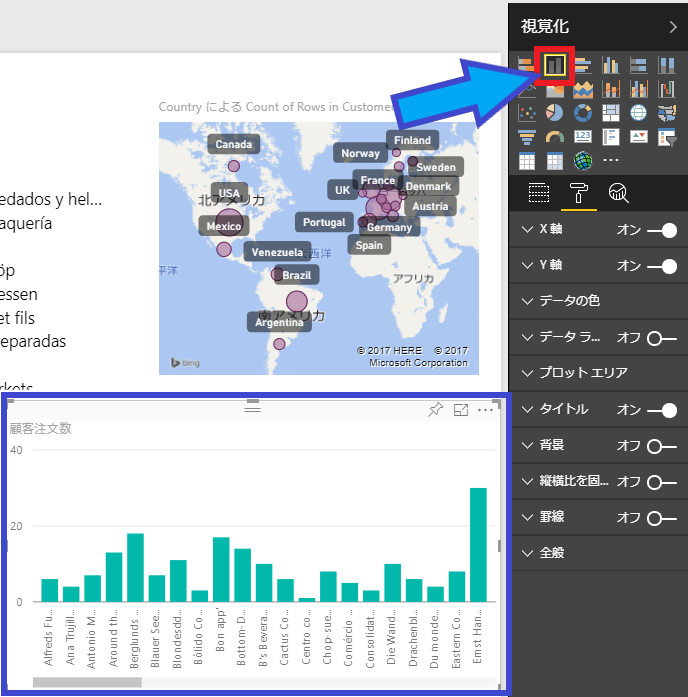 視覚化
Country による Count of Rows in Custome
Canada
Finland
Norway
Sweden
北アメリカ
USA
France
UK
Denmark
Austria
Mexico
Portugal
Germany
Spain
Venezuela
西洋
平洋
Brazil
アフリカ
南アメリカ
Argentina
© 2017 HERE © 2017
bing
Microsoft Corporation
edados y hel...
aquería
öp
essen
et fils
eparadas
rkets
X 軸 オン
Y 軸 オン
データの色
データ ラ... オフ
プロット エリア
タイトル オン
背景 オフ
縦横比を固... オフ
罫線 オフ
全般
123
顧客注文数
40
20
0
Alfreds Fu...
Ana Trujill...
Antonio M...
Around th...
Berglunds ...
Blauer See...
Blondesdd...
Bólido Co...
Bon app'
Bottom-D...
B's Bevera...
Cactus Co...
Centro co...
Chop-sue...
Comércio ...
Consolidat...
Die Wand...
Drachenbl...
Du monde...
Eastern Co...
Ernst Han...